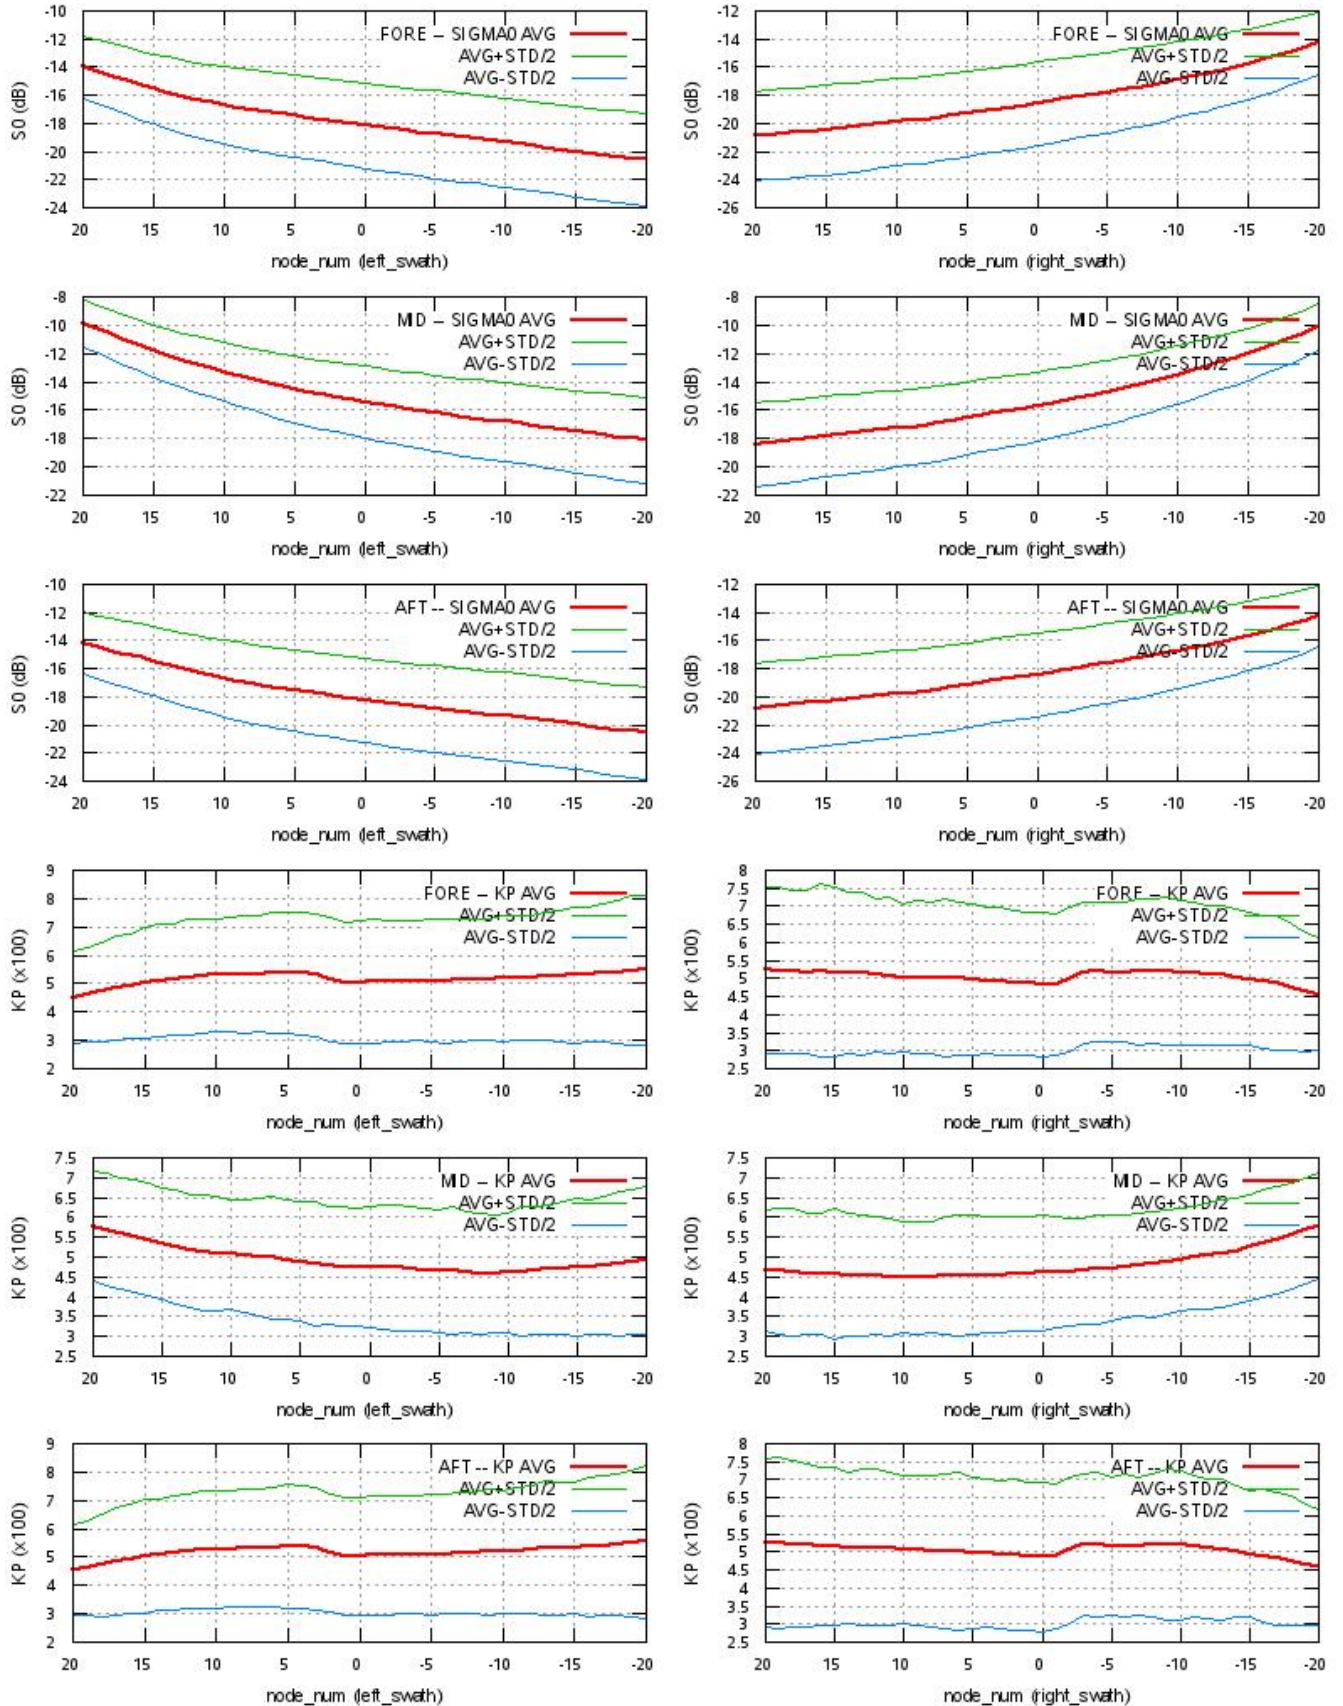 -10
-12
-14
-16
-18
-20
-22
-24
S0 (dB)
FORE -- SIGMA0 AVG
AVG+STD/2
AVG-STD/2
20 15 10 5 0 -5 -10 -15 -20
node_num (left_swath)
-12
-14
-16
-18
-20
-22
-24
-26
S0 (dB)
FORE -- SIGMA0 AVG
AVG+STD/2
AVG-STD/2
20 15 10 5 0 -5 -10 -15 -20
node_num (right_swath)
-8
-10
-12
-14
-16
-18
-20
-22
S0 (dB)
MID -- SIGMA0 AVG
AVG+STD/2
AVG-STD/2
20 15 10 5 0 -5 -10 -15 -20
node_num (left_swath)
-8
-10
-12
-14
-16
-18
-20
-22
S0 (dB)
MID -- SIGMA0 AVG
AVG+STD/2
AVG-STD/2
20 15 10 5 0 -5 -10 -15 -20
node_num (right_swath)
-10
-12
-14
-16
-18
-20
-22
-24
S0 (dB)
AFT -- SIGMA0 AVG
AVG+STD/2
AVG-STD/2
20 15 10 5 0 -5 -10 -15 -20
node_num (left_swath)
-12
-14
-16
-18
-20
-22
-24
-26
S0 (dB)
AFT -- SIGMA0 AVG
AVG+STD/2
AVG-STD/2
20 15 10 5 0 -5 -10 -15 -20
node_num (right_swath)
9
8
7
6
5
4
3
2
KP (x100)
FORE -- KP AVG
AVG+STD/2
AVG-STD/2
20 15 10 5 0 -5 -10 -15 -20
node_num (left_swath)
8
7.5
7
6.5
6
5.5
5
4.5
4
3.5
3
2.5
KP (x100)
FORE -- KP AVG
AVG+STD/2
AVG-STD/2
20 15 10 5 0 -5 -10 -15 -20
node_num (right_swath)
7.5
7
6.5
6
5.5
5
4.5
4
3.5
3
2.5
KP (x100)
MID -- KP AVG
AVG+STD/2
AVG-STD/2
20 15 10 5 0 -5 -10 -15 -20
node_num (left_swath)
7.5
7
6.5
6
5.5
5
4.5
4
3.5
3
2.5
KP (x100)
MID -- KP AVG
AVG+STD/2
AVG-STD/2
20 15 10 5 0 -5 -10 -15 -20
node_num (right_swath)
9
8
7
6
5
4
3
2
KP (x100)
AFT -- KP AVG
AVG+STD/2
AVG-STD/2
20 15 10 5 0 -5 -10 -15 -20
node_num (left_swath)
8
7.5
7
6.5
6
5.5
5
4.5
4
3.5
3
2.5
KP (x100)
AFT -- KP AVG
AVG+STD/2
AVG-STD/2
20 15 10 5 0 -5 -10 -15 -20
node_num (right_swath)